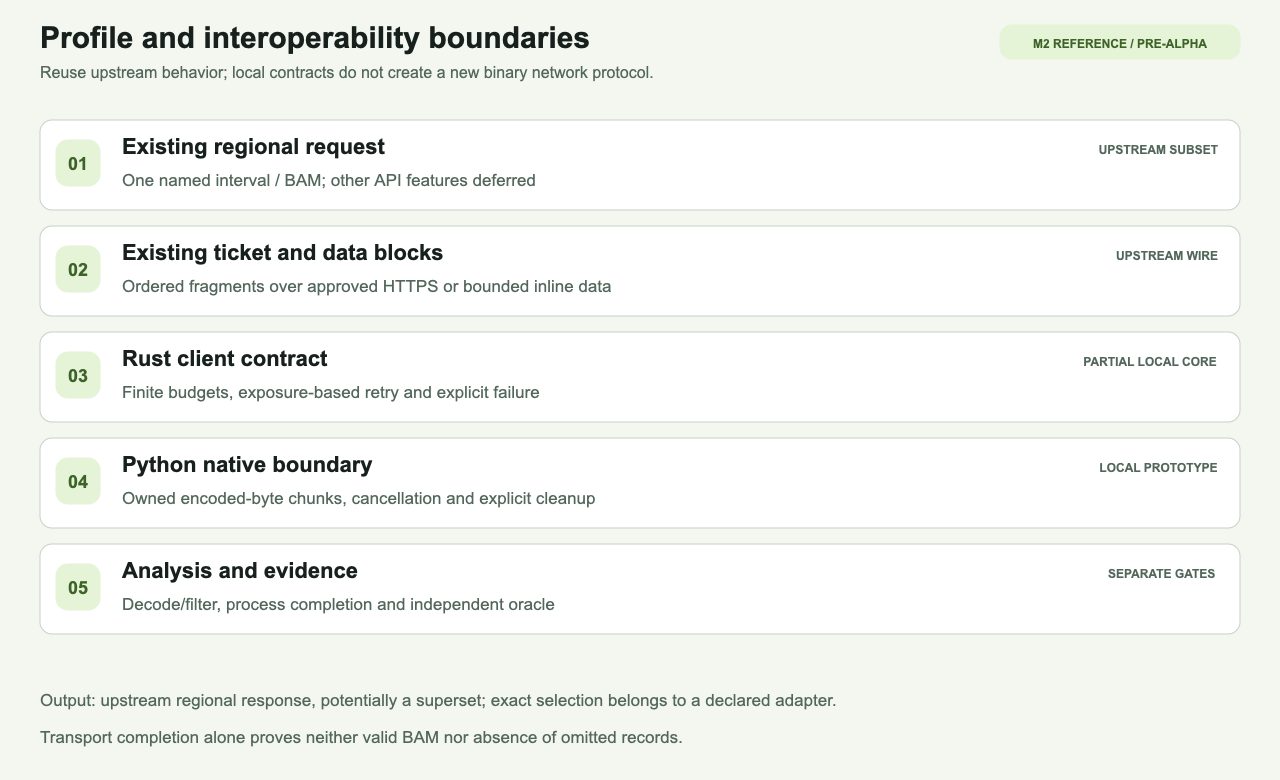 Profile and interoperability boundaries
M2 REFERENCE / PRE-ALPHA
Reuse upstream behavior; local contracts do not create a new binary network protocol.
01
Existing regional request
UPSTREAM SUBSET
One named interval / BAM; other API features deferred
02
Existing ticket and data blocks
UPSTREAM WIRE
Ordered fragments over approved HTTPS or bounded inline data
03
Rust client contract
PARTIAL LOCAL CORE
Finite budgets, exposure-based retry and explicit failure
04
Python native boundary
LOCAL PROTOTYPE
Owned encoded-byte chunks, cancellation and explicit cleanup
05
Analysis and evidence
SEPARATE GATES
Decode/filter, process completion and independent oracle
Output: upstream regional response, potentially a superset; exact selection belongs to a declared adapter.
Transport completion alone proves neither valid BAM nor absence of omitted records.